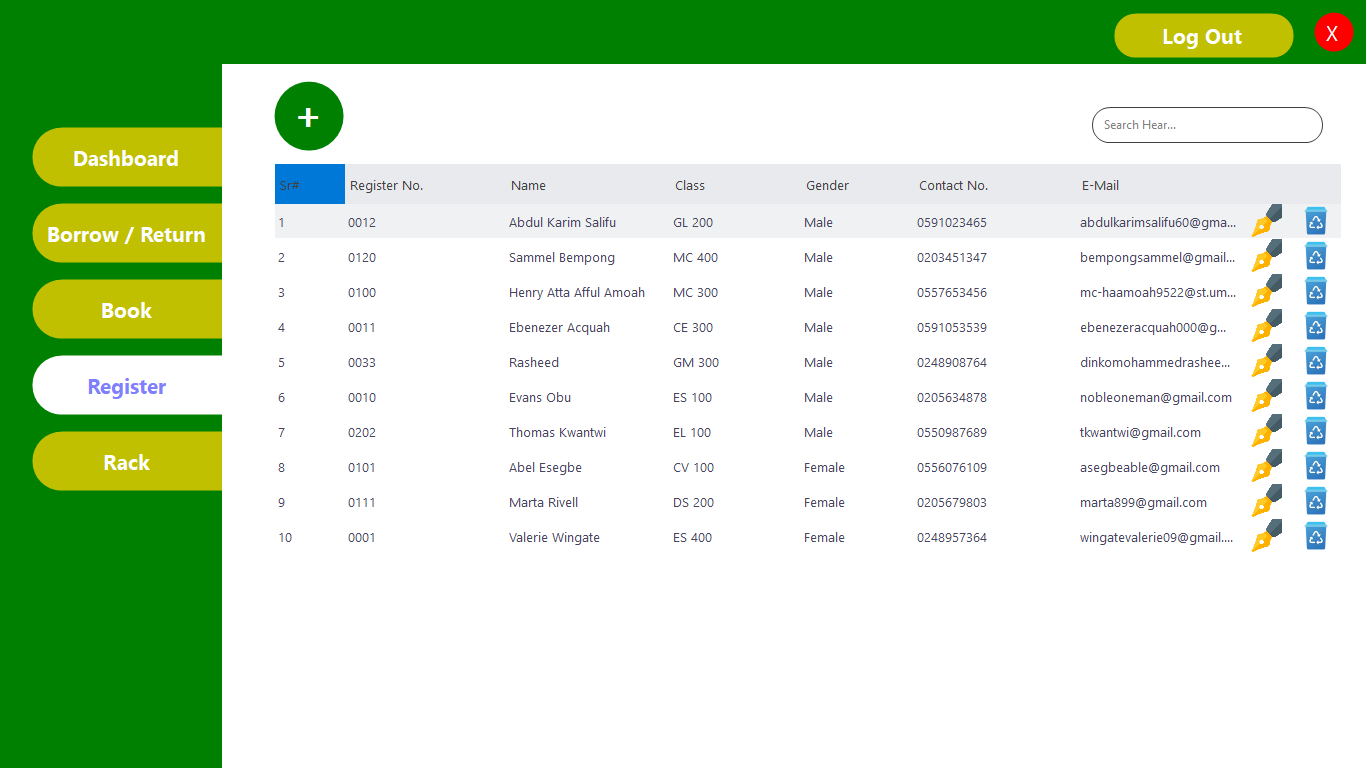 Log Out X
+
Search Hear...
Dashboard
Borrow / Return
Book
Register
Rack
Sr# Register No. Name Class Gender Contact No. E-Mail
1 0012 Abdul Karim Salifu GL 200 Male 0591023465 abdulkarimsalifu60@gma...
2 0120 Sammel Bempong MC 400 Male 0203451347 bempongsammel@gmail...
3 0100 Henry Atta Afful Amoah MC 300 Male 0557653456 mc-haamoah9522@st.um...
4 0011 Ebenezer Acquah CE 300 Male 0591053539 ebenezeracquah000@g...
5 0033 Rasheed GM 300 Male 0248908764 dinkomohammedrashee...
6 0010 Evans Obu ES 100 Male 0205634878 nobleoneman@gmail.com
7 0202 Thomas Kwantwi EL 100 Male 0550987689 tkwantwi@gmail.com
8 0101 Abel Esegbe CV 100 Female 0556076109 asegbeable@gmail.com
9 0111 Marta Rivell DS 200 Female 0205679803 marta899@gmail.com
10 0001 Valerie Wingate ES 400 Female 0248957364 wingatevalerie09@gmail....